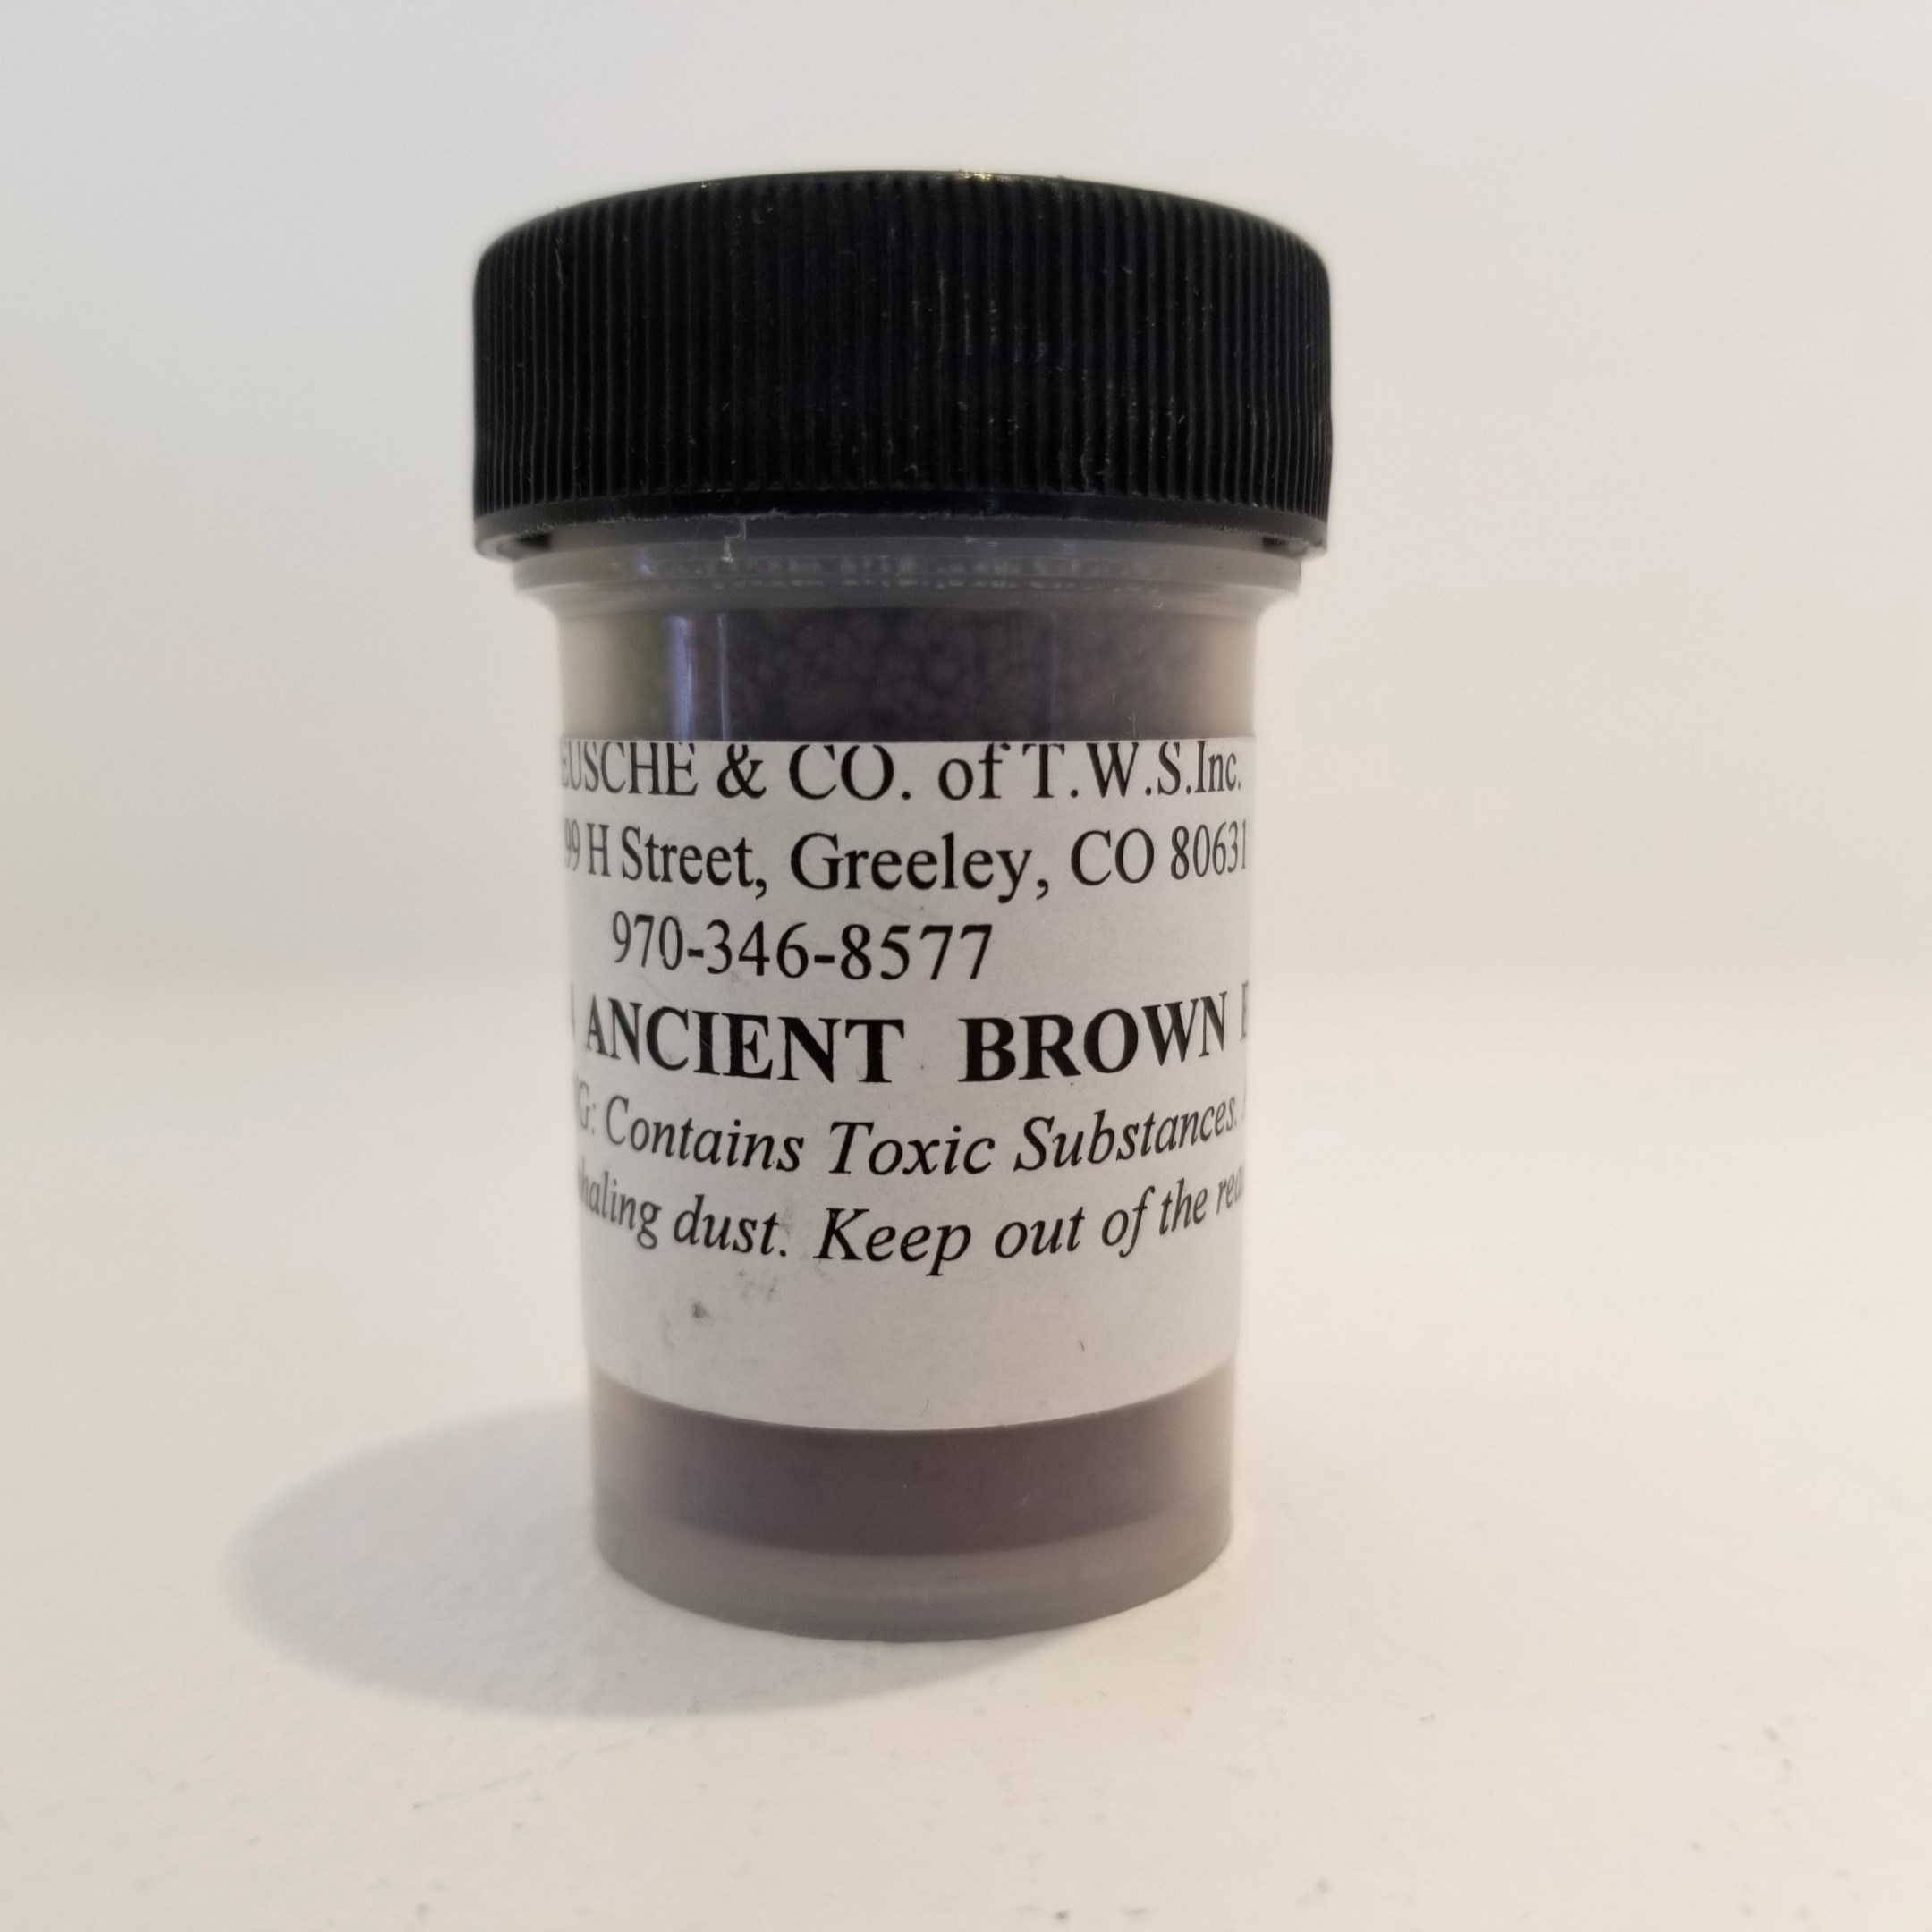 EUSCHE & CO. of T.W.S.Inc.
99 H Street, Greeley, CO 80631
970-346-8577
ANCIENT BROWN
G: Contains Toxic Substances.
haling dust. Keep out of the rea